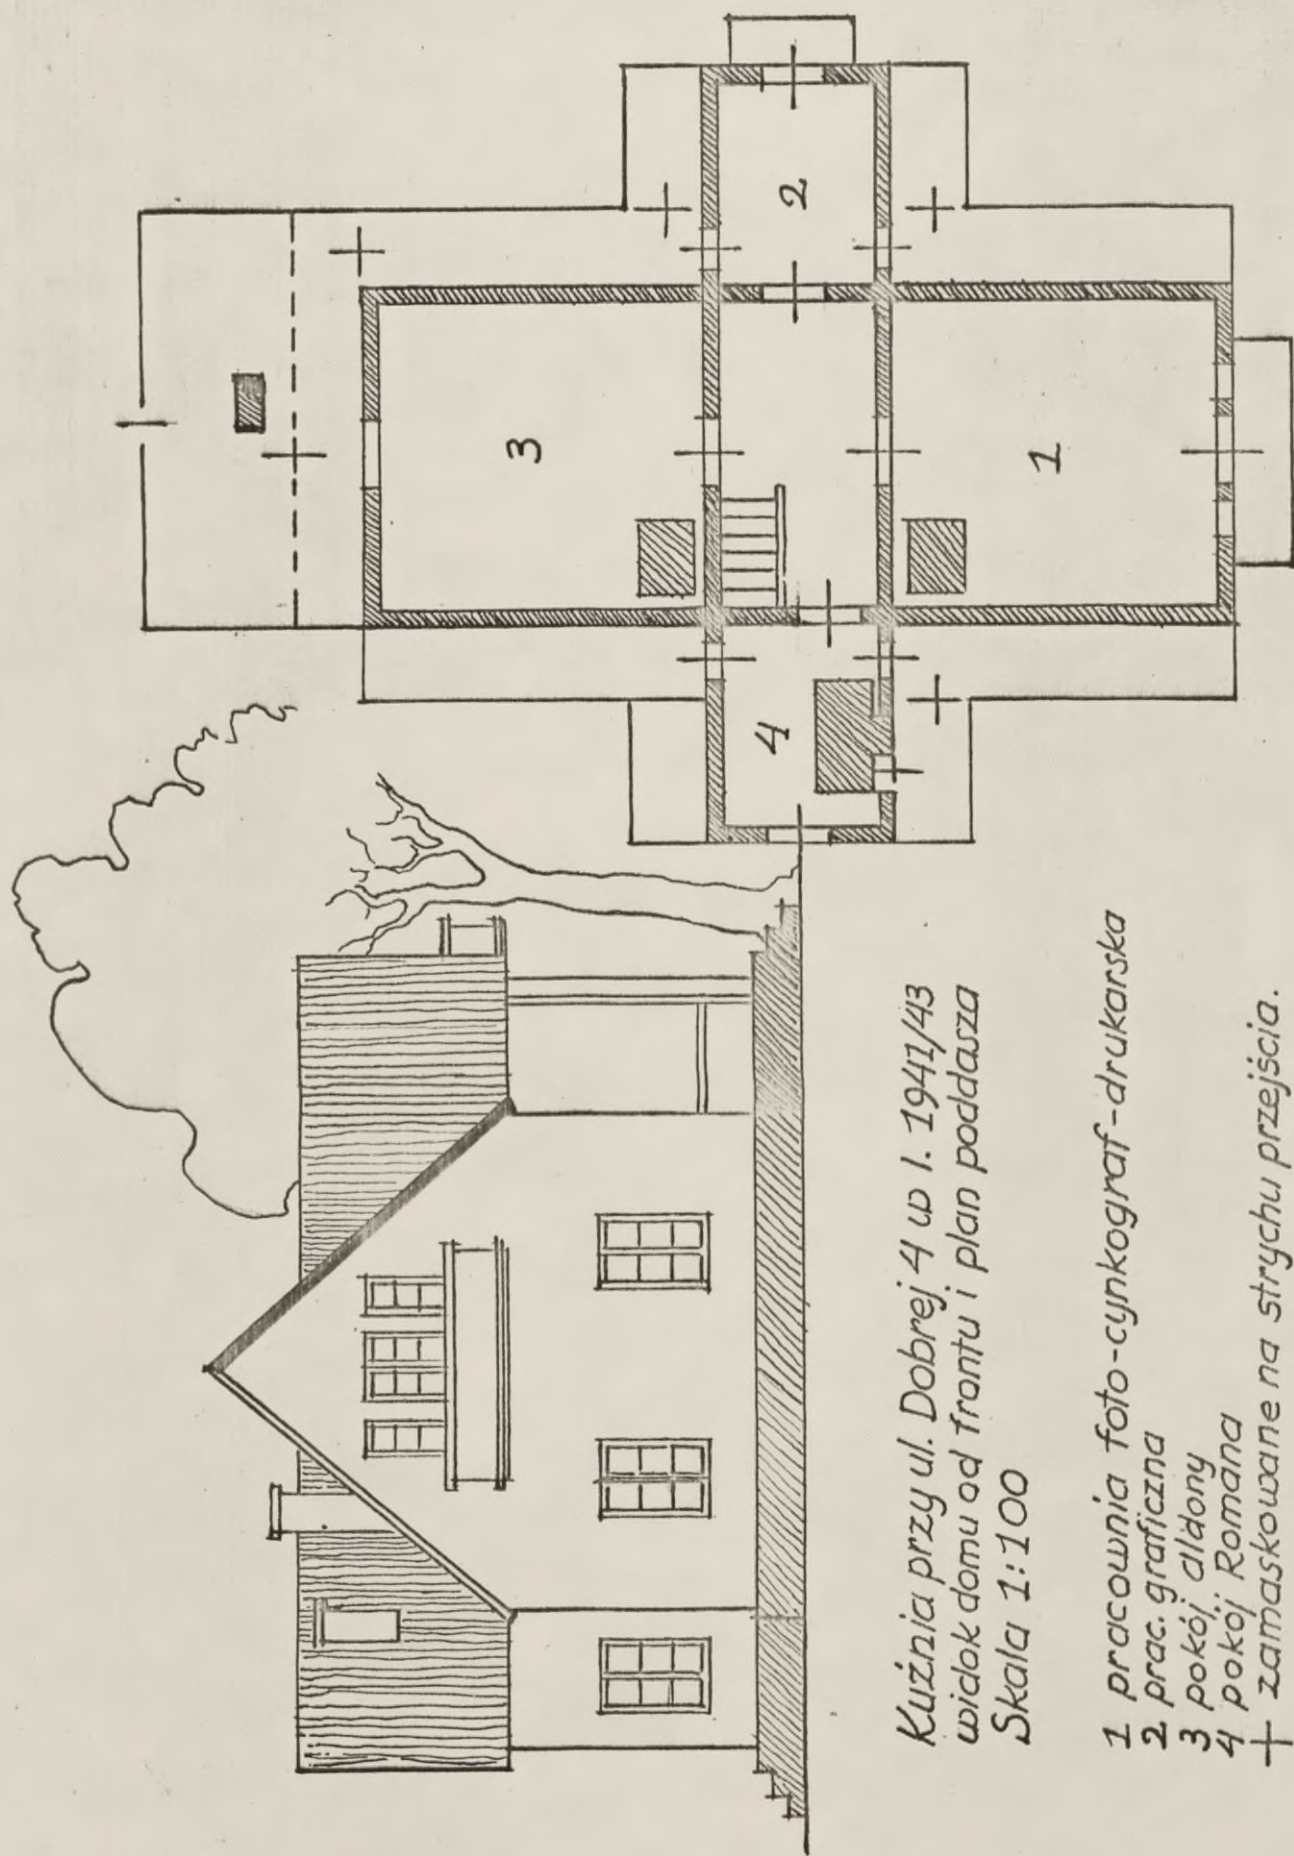 Kuźnia przy ul. Dobrej 4 w l. 1941/43
widok domu od frontu i plan poddasza
Skala 1:100
1 pracownia foto-cynkograf-drukarska
2 prac. graficzna
3 pokój aldony
4 pokój Romana
+ zamaskowane na strychu przejścia.
3
2
4
1